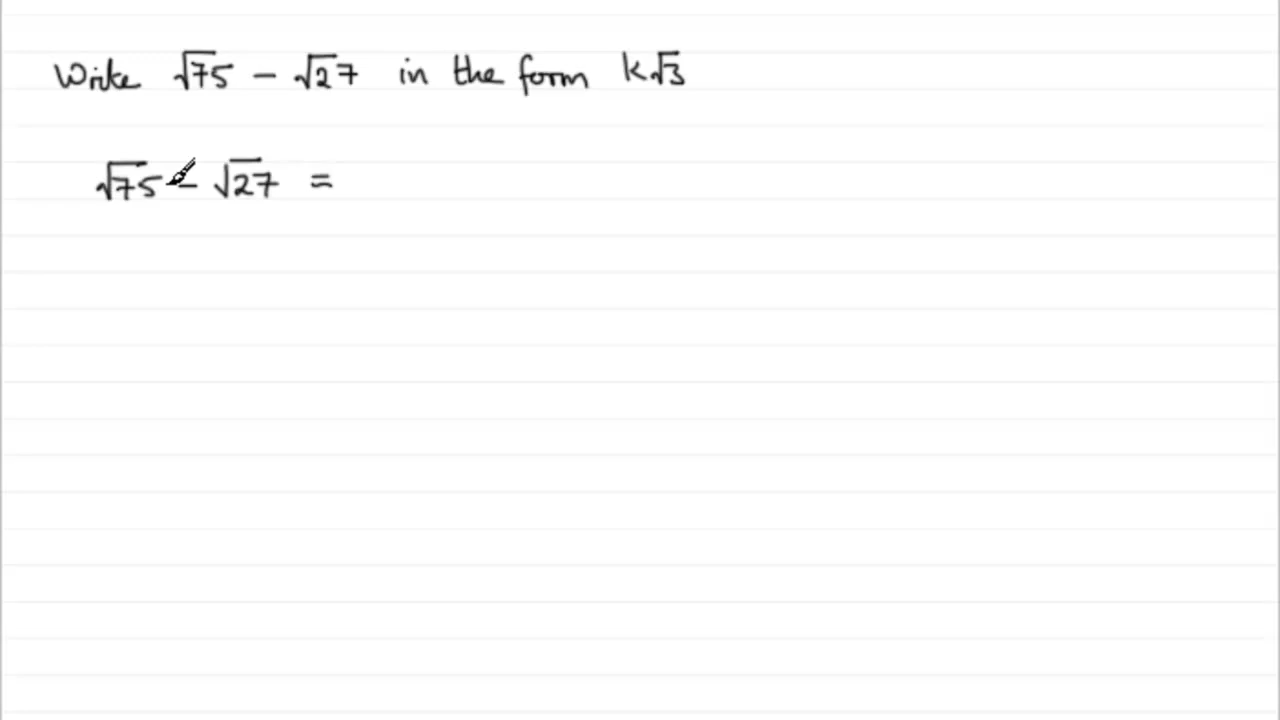 Write √75 − √27 in the form k√3
√75 − √27 =